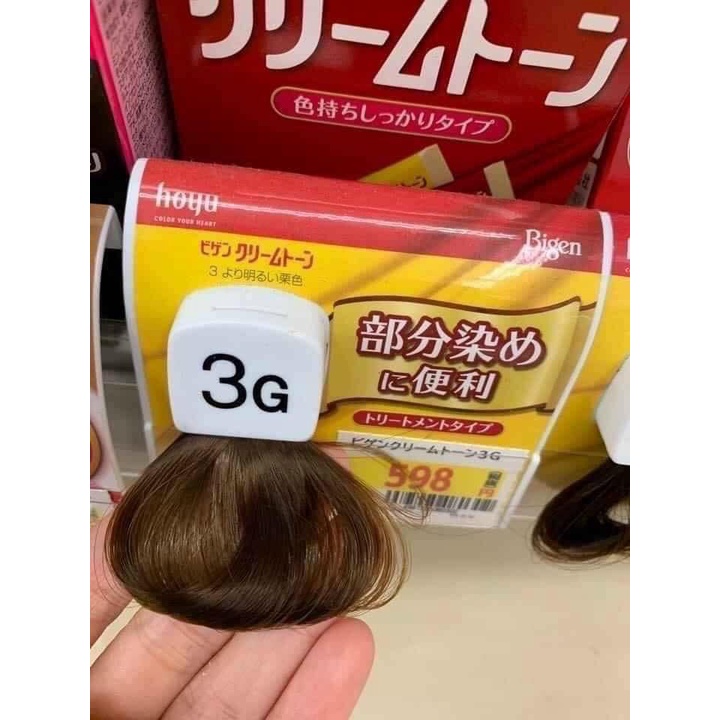 クリームトーン
色持ちしっかりタイプ
hoyu
COLOR YOUR HEART
Bigen
ビゲン クリームトーン
3 より明るい栗色
3G
部分染め
に便利
トリートメントタイプ
ビゲンクリームトーン3G
598
円